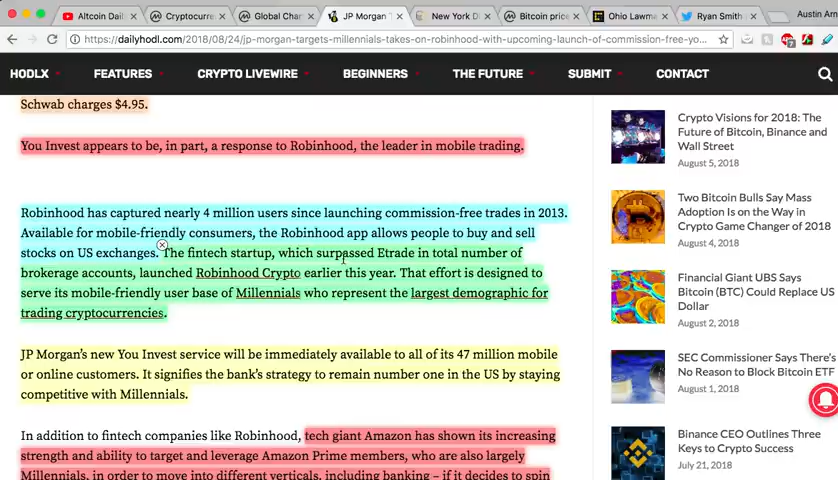 Altcoin Daily
Cryptocurre
Global Char
JP Morgan T
New York D
Bitcoin price
Ohio Lawma
Ryan Smith
Austin Arn
https://dailyhodl.com/2018/08/24/jp-morgan-targets-millennials-takes-on-robinhood-with-upcoming-launch-of-commission-free-yo...
HODLX
FEATURES
CRYPTO LIVEWIRE
BEGINNERS
THE FUTURE
SUBMIT
CONTACT
Schwab charges $4.95.
You Invest appears to be, in part, a response to Robinhood, the leader in mobile trading.
Robinhood has captured nearly 4 million users since launching commission-free trades in 2013.
Available for mobile-friendly consumers, the Robinhood app allows people to buy and sell
stocks on US exchanges. The fintech startup, which surpassed Etrade in total number of
brokerage accounts, launched Robinhood Crypto earlier this year. That effort is designed to
serve its mobile-friendly user base of Millennials who represent the largest demographic for
trading cryptocurrencies.
JP Morgan's new You Invest service will be immediately available to all of its 47 million mobile
or online customers. It signifies the bank's strategy to remain number one in the US by staying
competitive with Millennials.
In addition to fintech companies like Robinhood, tech giant Amazon has shown its increasing
strength and ability to target and leverage Amazon Prime members, who are also largely
Millennials, in order to move into different verticals, including banking – if it decides to spin
Crypto Visions for 2018: The
Future of Bitcoin, Binance and
Wall Street
August 5, 2018
Two Bitcoin Bulls Say Mass
Adoption Is on the Way in
Crypto Game Changer of 2018
August 4, 2018
Financial Giant UBS Says
Bitcoin (BTC) Could Replace US
Dollar
August 2, 2018
SEC Commissioner Says There's
No Reason to Block Bitcoin ETF
August 1, 2018
Binance CEO Outlines Three
Keys to Crypto Success
July 21, 2018